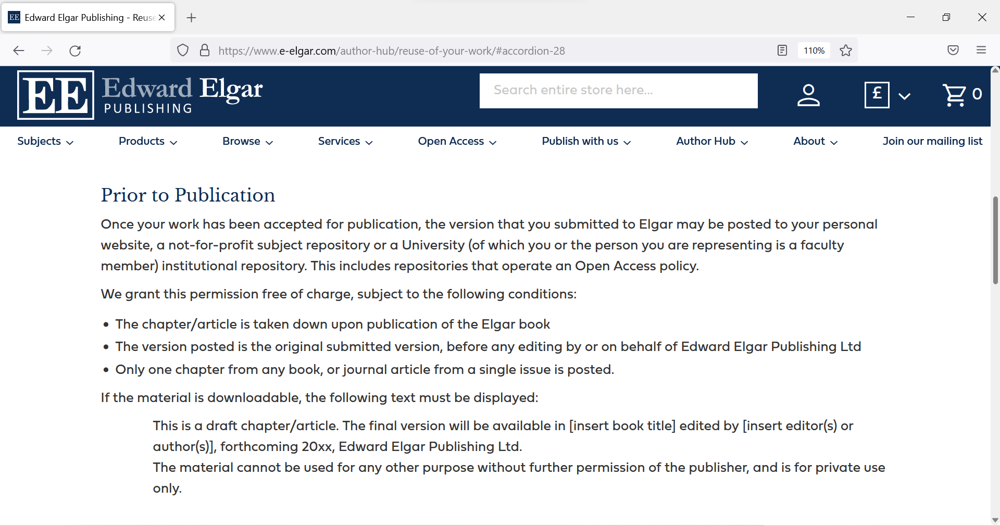 EE Edward Elgar Publishing - Reuse
https://www.e-elgar.com/author-hub/reuse-of-your-work/#accordion-28
110%
EE Edward Elgar
PUBLISHING
Search entire store here...
£
0
Subjects Products Browse Services Open Access Publish with us Author Hub About Join our mailing list
Prior to Publication
Once your work has been accepted for publication, the version that you submitted to Elgar may be posted to your personal
website, a not-for-profit subject repository or a University (of which you or the person you are representing is a faculty
member) institutional repository. This includes repositories that operate an Open Access policy.
We grant this permission free of charge, subject to the following conditions:
• The chapter/article is taken down upon publication of the Elgar book
• The version posted is the original submitted version, before any editing by or on behalf of Edward Elgar Publishing Ltd
• Only one chapter from any book, or journal article from a single issue is posted.
If the material is downloadable, the following text must be displayed:
This is a draft chapter/article. The final version will be available in [insert book title] edited by [insert editor(s) or
author(s)], forthcoming 20xx, Edward Elgar Publishing Ltd.
The material cannot be used for any other purpose without further permission of the publisher, and is for private use
only.